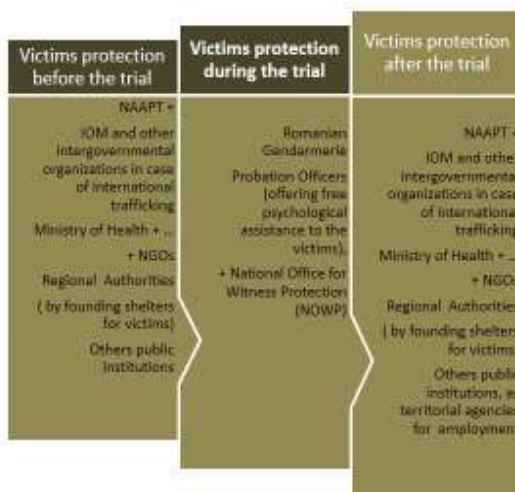 Victims protection
before the trial
NAAPT +
IOM and other
intergovernmental
organizations in case
of international
trafficking
Ministry of Health + ...
+ NGOs
Regional Authorities
( by founding shelters
for victims)
Others public
institutions
Victims protection
during the trial
Romanian
Gendarmerie
Probation Officers
(offering free
psychological
assistance to the
victims),
+ National Office for
Witness Protection
(NOWP)
Victims protection
after the trial
NAAPT +
IOM and other
intergovernmental
organizations in case
of international
trafficking
Ministry of Health + ...
+ NGOs
Regional Authorities
( by founding shelters
for victims
Others public
institutions, as
territorial agencies
for employment